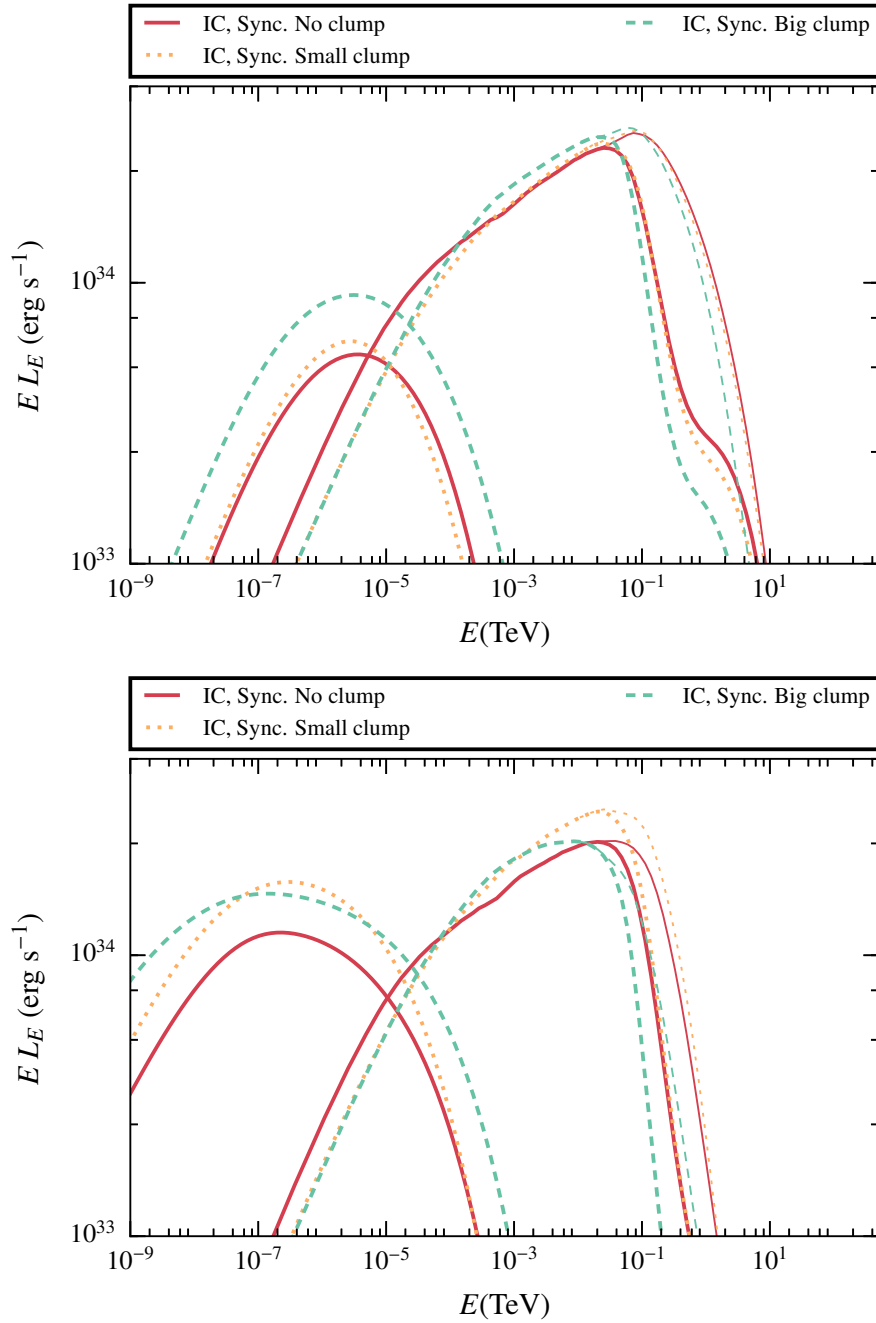 IC, Sync. No clump
IC, Sync. Big clump
IC, Sync. Small clump
10^34
10^33
E L_E (erg s^−1)
10^−9 10^−7 10^−5 10^−3 10^−1 10^1
E(TeV)
IC, Sync. No clump
IC, Sync. Big clump
IC, Sync. Small clump
10^34
10^33
E L_E (erg s^−1)
10^−9 10^−7 10^−5 10^−3 10^−1 10^1
E(TeV)